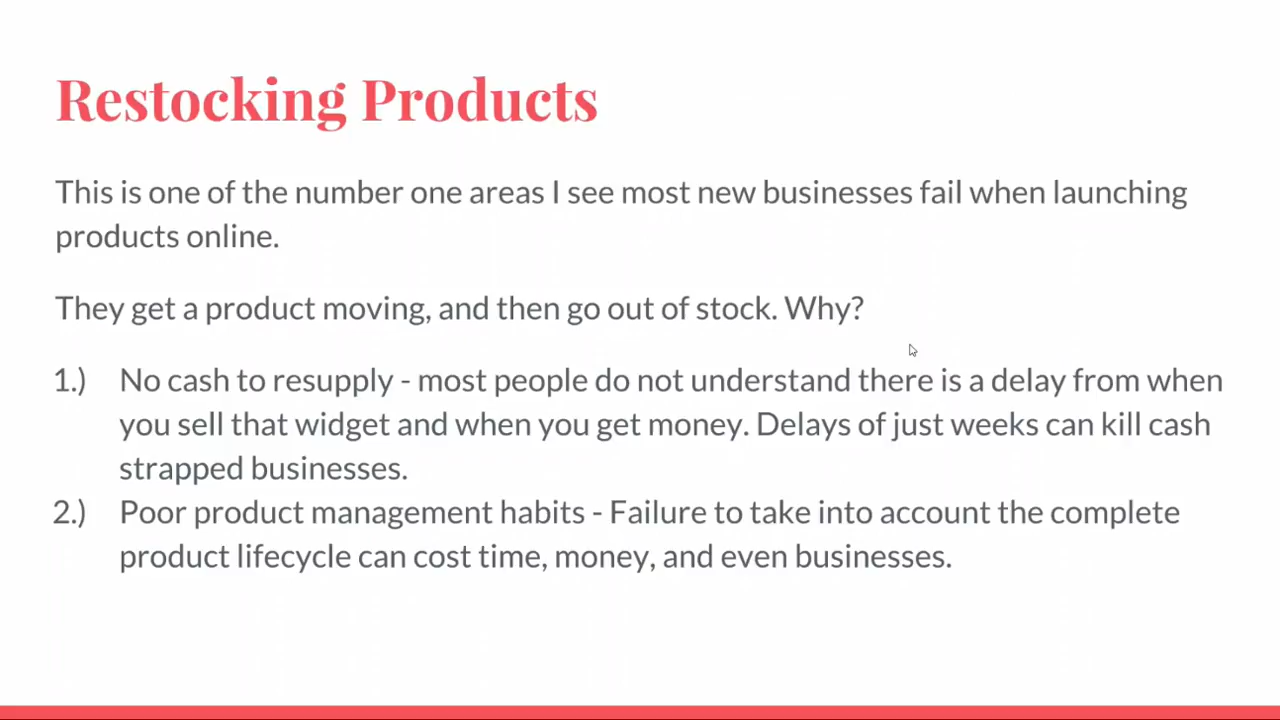 Restocking Products
This is one of the number one areas I see most new businesses fail when launching
products online.
They get a product moving, and then go out of stock. Why?
1.) No cash to resupply - most people do not understand there is a delay from when
you sell that widget and when you get money. Delays of just weeks can kill cash
strapped businesses.
2.) Poor product management habits - Failure to take into account the complete
product lifecycle can cost time, money, and even businesses.